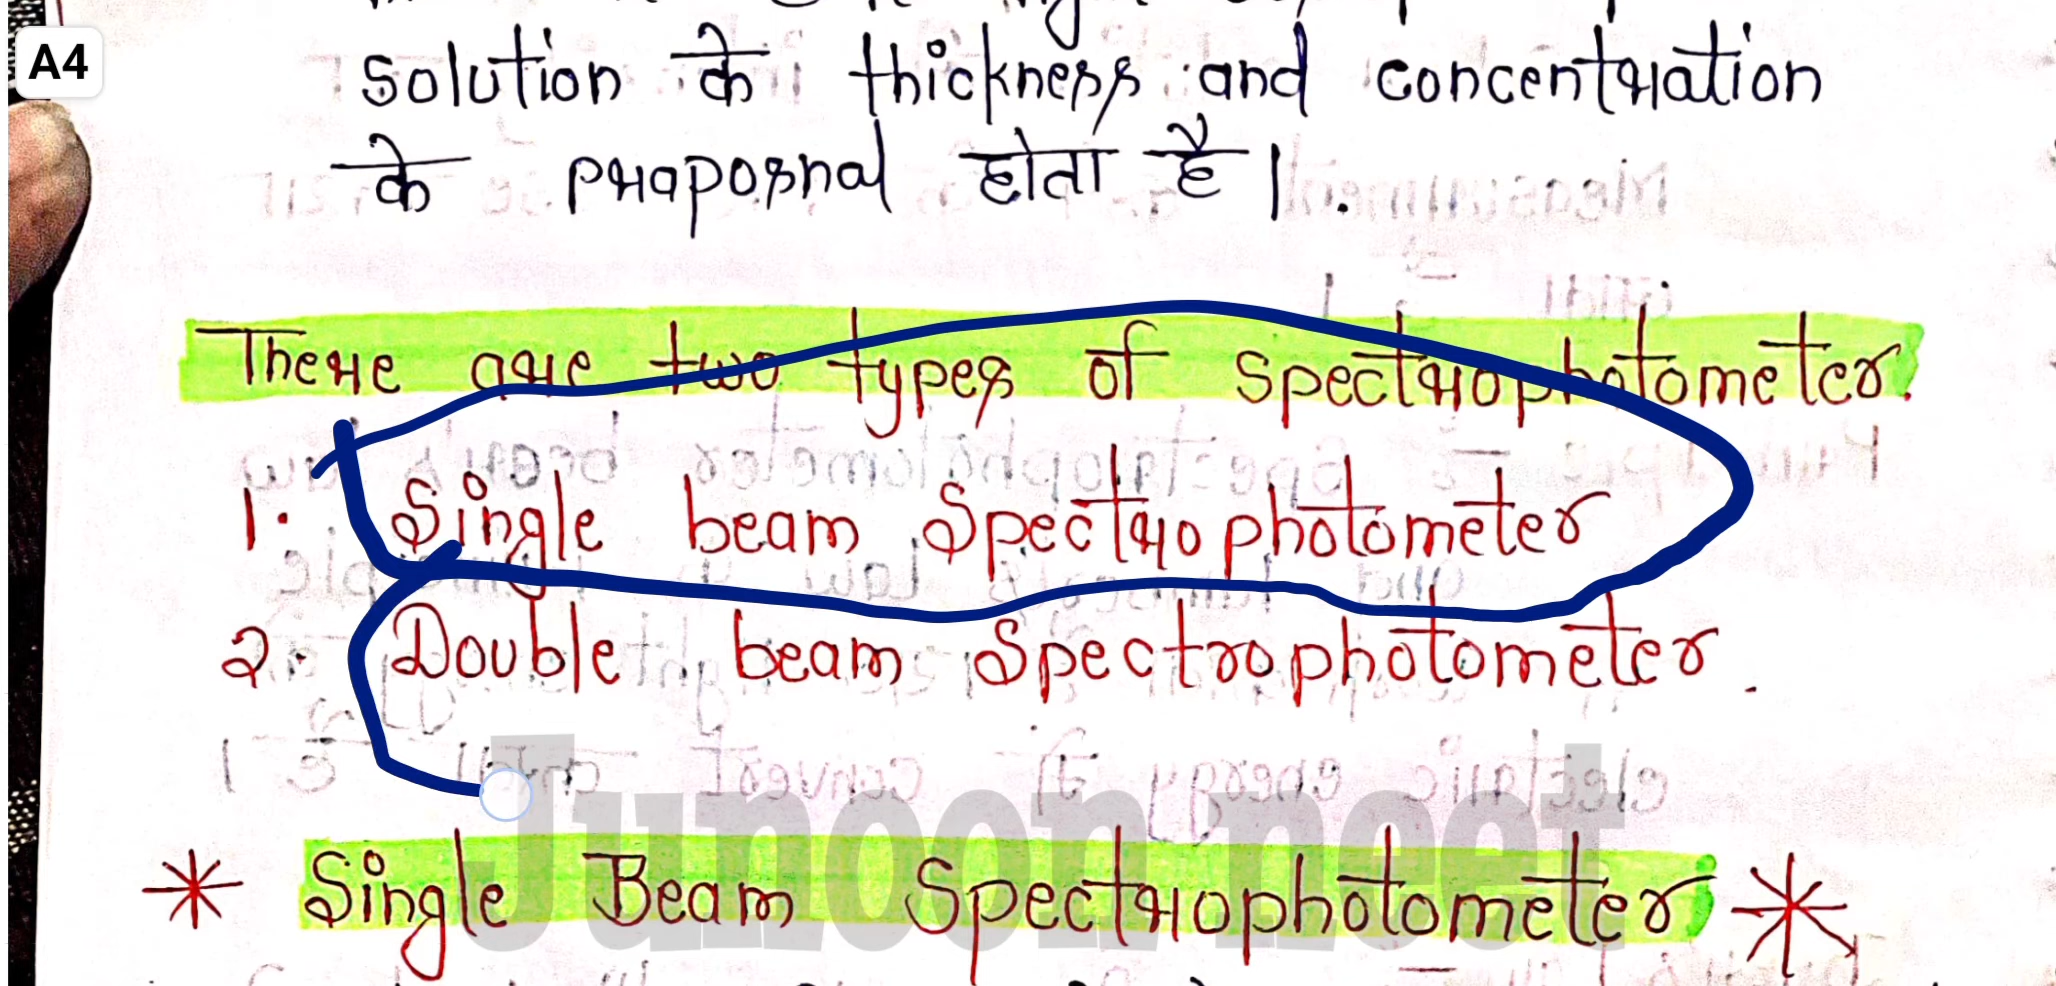 A4
solution के thickness and concentration
के praposnal होता है।
There are two types of spectrophotometer.
1. Single beam Spectrophotometer
2. Double beam Spectrophotometer.
Junoon neet
* Single Beam Spectrophotometer *